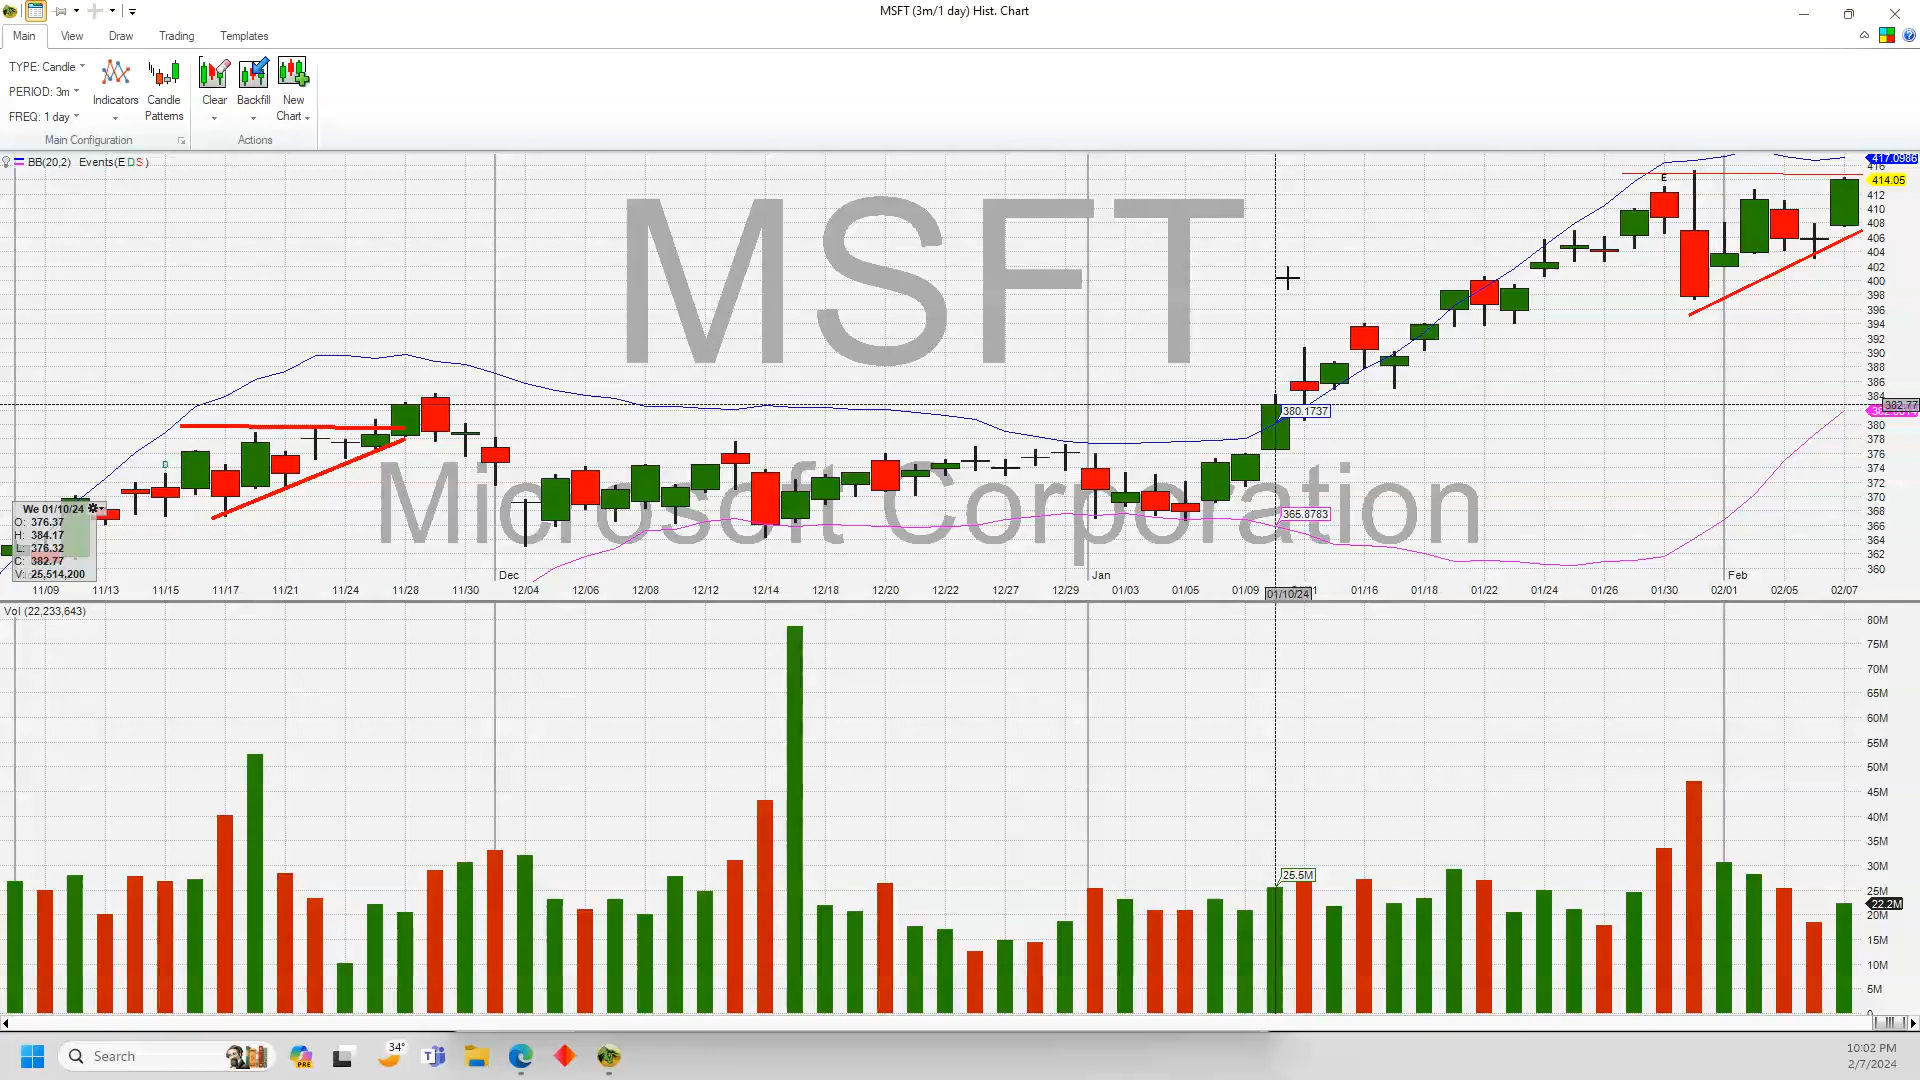 MSFT (3m/1 day) Hist. Chart
Main View Draw Trading Templates
TYPE: Candle
PERIOD: 3m
FREQ: 1 day
Indicators
Candle Patterns
Clear
Backfill
New Chart
Main Configuration
Actions
BB(20,2) Events(EDS)
MSFT
Microsoft Corporation
417.0986
416
414.05
412
410
408
406
404
402
400
398
396
394
392
390
388
386
384
382.77
380
378
376
374
372
370
368
366
364
362
360
E
D
380.1737
365.8783
We 01/10/24
O: 376.37
H: 384.17
L: 376.32
C: 382.77
V: 25,514,200
Dec Jan Feb
11/09 11/13 11/15 11/17 11/21 11/24 11/28 11/30 12/04 12/06 12/08 12/12 12/14 12/18 12/20 12/22 12/27 12/29 01/03 01/05 01/09 01/10/24 01/16 01/18 01/22 01/24 01/26 01/30 02/01 02/05 02/07
Vol (22,233,643)
80M
75M
70M
65M
60M
55M
50M
45M
40M
35M
30M
25M
22.2M
20M
15M
10M
5M
0
25.5M
Search
PRE
34°
10:02 PM
2/7/2024